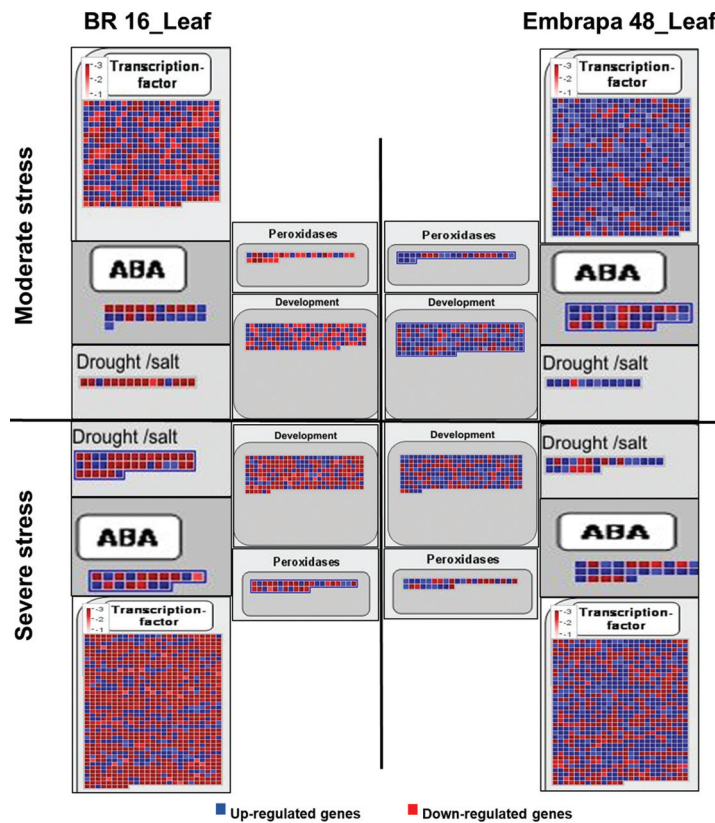 BR 16_Leaf
Embrapa 48_Leaf
Moderate stress
-3
-2
-1
Transcription-
factor
-3
-2
-1
Transcription-
factor
Peroxidases
Peroxidases
ABA
ABA
Development
Development
Drought /salt
Drought /salt
Severe stress
Drought /salt
Development
Development
Drought /salt
ABA
ABA
Peroxidases
Peroxidases
-3
-2
-1
Transcription-
factor
-3
-2
-1
Transcription-
factor
Up-regulated genes
Down-regulated genes